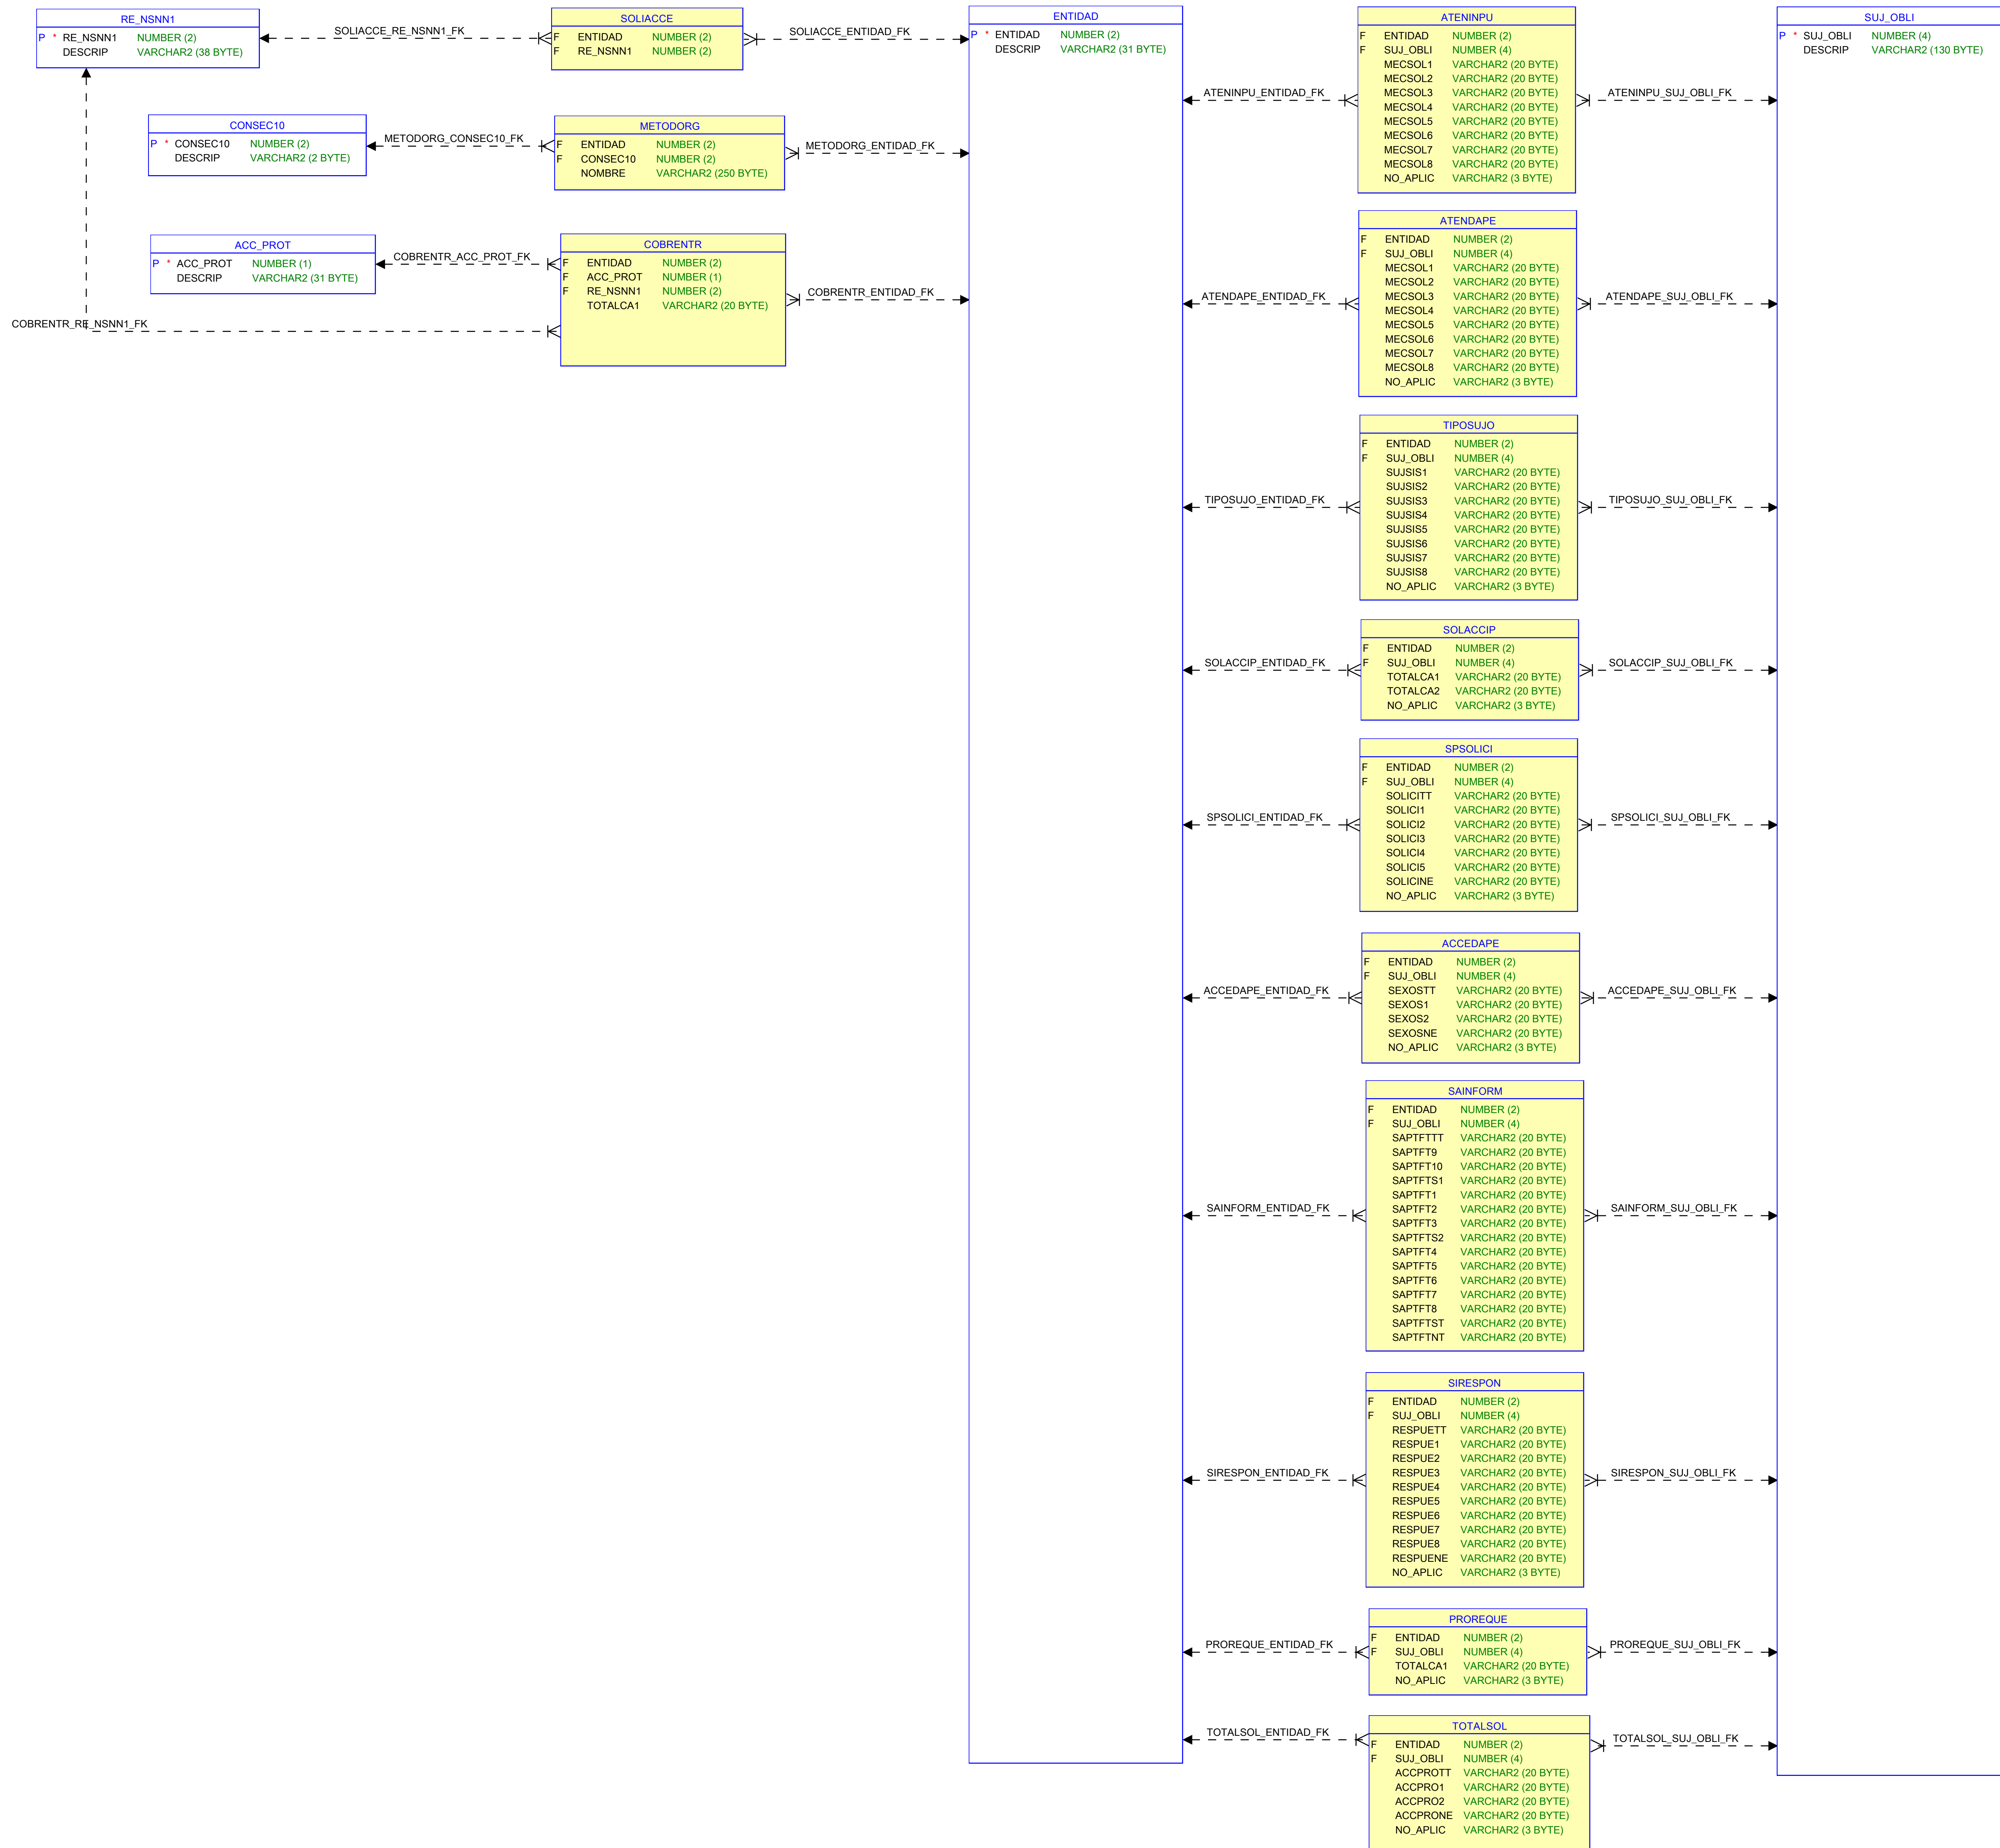 RE_NSNN1
P * RE_NSNN1 NUMBER (2)
DESCRIP VARCHAR2 (38 BYTE)
SOLIACCE_RE_NSNN1_FK
SOLIACCE
F ENTIDAD NUMBER (2)
F RE_NSNN1 NUMBER (2)
SOLIACCE_ENTIDAD_FK
CONSEC10
P * CONSEC10 NUMBER (2)
DESCRIP VARCHAR2 (2 BYTE)
METODORG_CONSEC10_FK
METODORG
F ENTIDAD NUMBER (2)
F CONSEC10 NUMBER (2)
NOMBRE VARCHAR2 (250 BYTE)
METODORG_ENTIDAD_FK
ACC_PROT
P * ACC_PROT NUMBER (1)
DESCRIP VARCHAR2 (31 BYTE)
COBRENTR_ACC_PROT_FK
COBRENTR
F ENTIDAD NUMBER (2)
F ACC_PROT NUMBER (1)
F RE_NSNN1 NUMBER (2)
TOTALCA1 VARCHAR2 (20 BYTE)
COBRENTR_ENTIDAD_FK
COBRENTR_RE_NSNN1_FK
ENTIDAD
P * ENTIDAD NUMBER (2)
DESCRIP VARCHAR2 (31 BYTE)
ATENINPU_ENTIDAD_FK
ATENINPU
F ENTIDAD NUMBER (2)
F SUJ_OBLI NUMBER (4)
MECSOL1 VARCHAR2 (20 BYTE)
MECSOL2 VARCHAR2 (20 BYTE)
MECSOL3 VARCHAR2 (20 BYTE)
MECSOL4 VARCHAR2 (20 BYTE)
MECSOL5 VARCHAR2 (20 BYTE)
MECSOL6 VARCHAR2 (20 BYTE)
MECSOL7 VARCHAR2 (20 BYTE)
MECSOL8 VARCHAR2 (20 BYTE)
NO_APLIC VARCHAR2 (3 BYTE)
ATENINPU_SUJ_OBLI_FK
SUJ_OBLI
P * SUJ_OBLI NUMBER (4)
DESCRIP VARCHAR2 (130 BYTE)
ATENDAPE_ENTIDAD_FK
ATENDAPE
F ENTIDAD NUMBER (2)
F SUJ_OBLI NUMBER (4)
MECSOL1 VARCHAR2 (20 BYTE)
MECSOL2 VARCHAR2 (20 BYTE)
MECSOL3 VARCHAR2 (20 BYTE)
MECSOL4 VARCHAR2 (20 BYTE)
MECSOL5 VARCHAR2 (20 BYTE)
MECSOL6 VARCHAR2 (20 BYTE)
MECSOL7 VARCHAR2 (20 BYTE)
MECSOL8 VARCHAR2 (20 BYTE)
NO_APLIC VARCHAR2 (3 BYTE)
ATENDAPE_SUJ_OBLI_FK
TIPOSUJO_ENTIDAD_FK
TIPOSUJO
F ENTIDAD NUMBER (2)
F SUJ_OBLI NUMBER (4)
SUJSIS1 VARCHAR2 (20 BYTE)
SUJSIS2 VARCHAR2 (20 BYTE)
SUJSIS3 VARCHAR2 (20 BYTE)
SUJSIS4 VARCHAR2 (20 BYTE)
SUJSIS5 VARCHAR2 (20 BYTE)
SUJSIS6 VARCHAR2 (20 BYTE)
SUJSIS7 VARCHAR2 (20 BYTE)
SUJSIS8 VARCHAR2 (20 BYTE)
NO_APLIC VARCHAR2 (3 BYTE)
TIPOSUJO_SUJ_OBLI_FK
SOLACCIP_ENTIDAD_FK
SOLACCIP
F ENTIDAD NUMBER (2)
F SUJ_OBLI NUMBER (4)
TOTALCA1 VARCHAR2 (20 BYTE)
TOTALCA2 VARCHAR2 (20 BYTE)
NO_APLIC VARCHAR2 (3 BYTE)
SOLACCIP_SUJ_OBLI_FK
SPSOLICI_ENTIDAD_FK
SPSOLICI
F ENTIDAD NUMBER (2)
F SUJ_OBLI NUMBER (4)
SOLICITT VARCHAR2 (20 BYTE)
SOLICI1 VARCHAR2 (20 BYTE)
SOLICI2 VARCHAR2 (20 BYTE)
SOLICI3 VARCHAR2 (20 BYTE)
SOLICI4 VARCHAR2 (20 BYTE)
SOLICI5 VARCHAR2 (20 BYTE)
SOLICINE VARCHAR2 (20 BYTE)
NO_APLIC VARCHAR2 (3 BYTE)
SPSOLICI_SUJ_OBLI_FK
ACCEDAPE_ENTIDAD_FK
ACCEDAPE
F ENTIDAD NUMBER (2)
F SUJ_OBLI NUMBER (4)
SEXOSTT VARCHAR2 (20 BYTE)
SEXOS1 VARCHAR2 (20 BYTE)
SEXOS2 VARCHAR2 (20 BYTE)
SEXOSNE VARCHAR2 (20 BYTE)
NO_APLIC VARCHAR2 (3 BYTE)
ACCEDAPE_SUJ_OBLI_FK
SAINFORM_ENTIDAD_FK
SAINFORM
F ENTIDAD NUMBER (2)
F SUJ_OBLI NUMBER (4)
SAPTFTTT VARCHAR2 (20 BYTE)
SAPTFT9 VARCHAR2 (20 BYTE)
SAPTFT10 VARCHAR2 (20 BYTE)
SAPTFTS1 VARCHAR2 (20 BYTE)
SAPTFT1 VARCHAR2 (20 BYTE)
SAPTFT2 VARCHAR2 (20 BYTE)
SAPTFT3 VARCHAR2 (20 BYTE)
SAPTFTS2 VARCHAR2 (20 BYTE)
SAPTFT4 VARCHAR2 (20 BYTE)
SAPTFT5 VARCHAR2 (20 BYTE)
SAPTFT6 VARCHAR2 (20 BYTE)
SAPTFT7 VARCHAR2 (20 BYTE)
SAPTFT8 VARCHAR2 (20 BYTE)
SAPTFTST VARCHAR2 (20 BYTE)
SAPTFTNT VARCHAR2 (20 BYTE)
SAINFORM_SUJ_OBLI_FK
SIRESPON_ENTIDAD_FK
SIRESPON
F ENTIDAD NUMBER (2)
F SUJ_OBLI NUMBER (4)
RESPUETT VARCHAR2 (20 BYTE)
RESPUE1 VARCHAR2 (20 BYTE)
RESPUE2 VARCHAR2 (20 BYTE)
RESPUE3 VARCHAR2 (20 BYTE)
RESPUE4 VARCHAR2 (20 BYTE)
RESPUE5 VARCHAR2 (20 BYTE)
RESPUE6 VARCHAR2 (20 BYTE)
RESPUE7 VARCHAR2 (20 BYTE)
RESPUE8 VARCHAR2 (20 BYTE)
RESPUENE VARCHAR2 (20 BYTE)
NO_APLIC VARCHAR2 (3 BYTE)
SIRESPON_SUJ_OBLI_FK
PROREQUE_ENTIDAD_FK
PROREQUE
F ENTIDAD NUMBER (2)
F SUJ_OBLI NUMBER (4)
TOTALCA1 VARCHAR2 (20 BYTE)
NO_APLIC VARCHAR2 (3 BYTE)
PROREQUE_SUJ_OBLI_FK
TOTALSOL_ENTIDAD_FK
TOTALSOL
F ENTIDAD NUMBER (2)
F SUJ_OBLI NUMBER (4)
ACCPROTT VARCHAR2 (20 BYTE)
ACCPRO1 VARCHAR2 (20 BYTE)
ACCPRO2 VARCHAR2 (20 BYTE)
ACCPRONE VARCHAR2 (20 BYTE)
NO_APLIC VARCHAR2 (3 BYTE)
TOTALSOL_SUJ_OBLI_FK